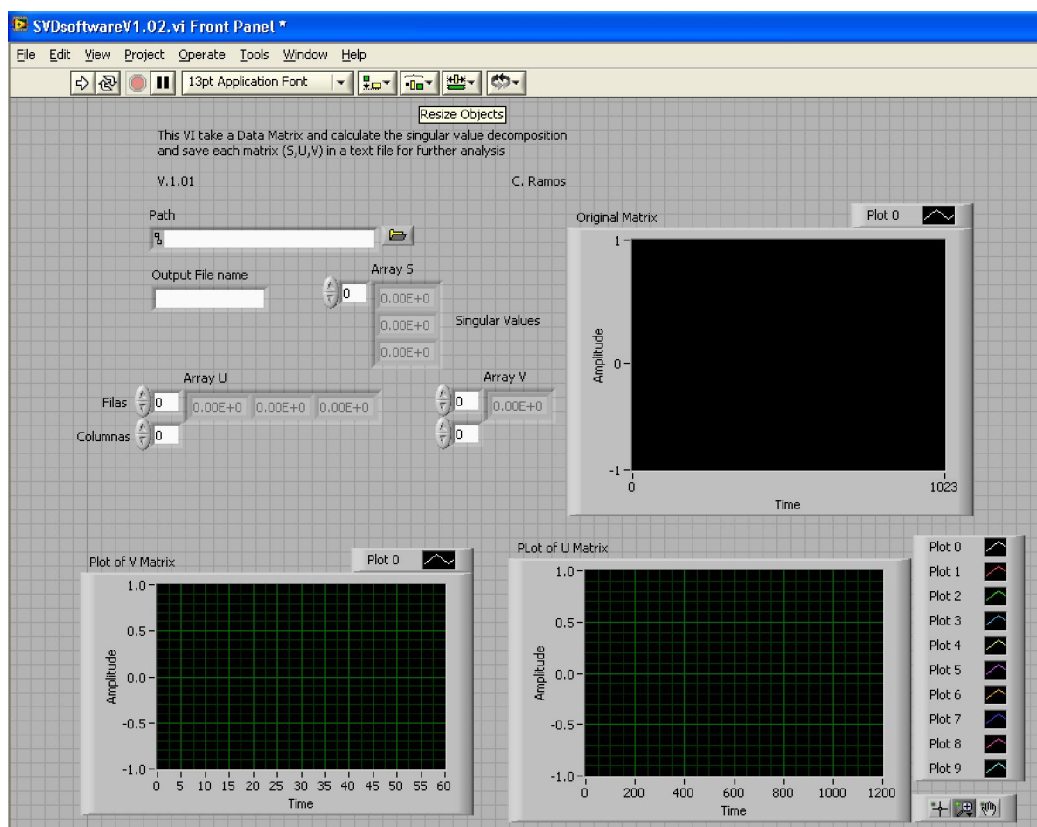 SVDsoftwareV1.02.vi Front Panel *
File Edit View Project Operate Tools Window Help
13pt Application Font
Resize Objects
This VI take a Data Matrix and calculate the singular value decomposition
and save each matrix (S,U,V) in a text file for further analysis
V.1.01 C. Ramos
Path
Output File name
Array S
0 0.00E+0
0.00E+0
0.00E+0
Singular Values
Array U
Filas 0 0.00E+0 0.00E+0 0.00E+0
Columnas 0
Array V
0 0.00E+0
0
Original Matrix Plot 0
1
0
-1
Amplitude
0 1023
Time
Plot of V Matrix Plot 0
1.0
0.5
0.0
-0.5
-1.0
Amplitude
0 5 10 15 20 25 30 35 40 45 50 55 60
Time
PLot of U Matrix
1.0
0.5
0.0
-0.5
-1.0
Amplitude
0 200 400 600 800 1000 1200
Time
Plot 0
Plot 1
Plot 2
Plot 3
Plot 4
Plot 5
Plot 6
Plot 7
Plot 8
Plot 9